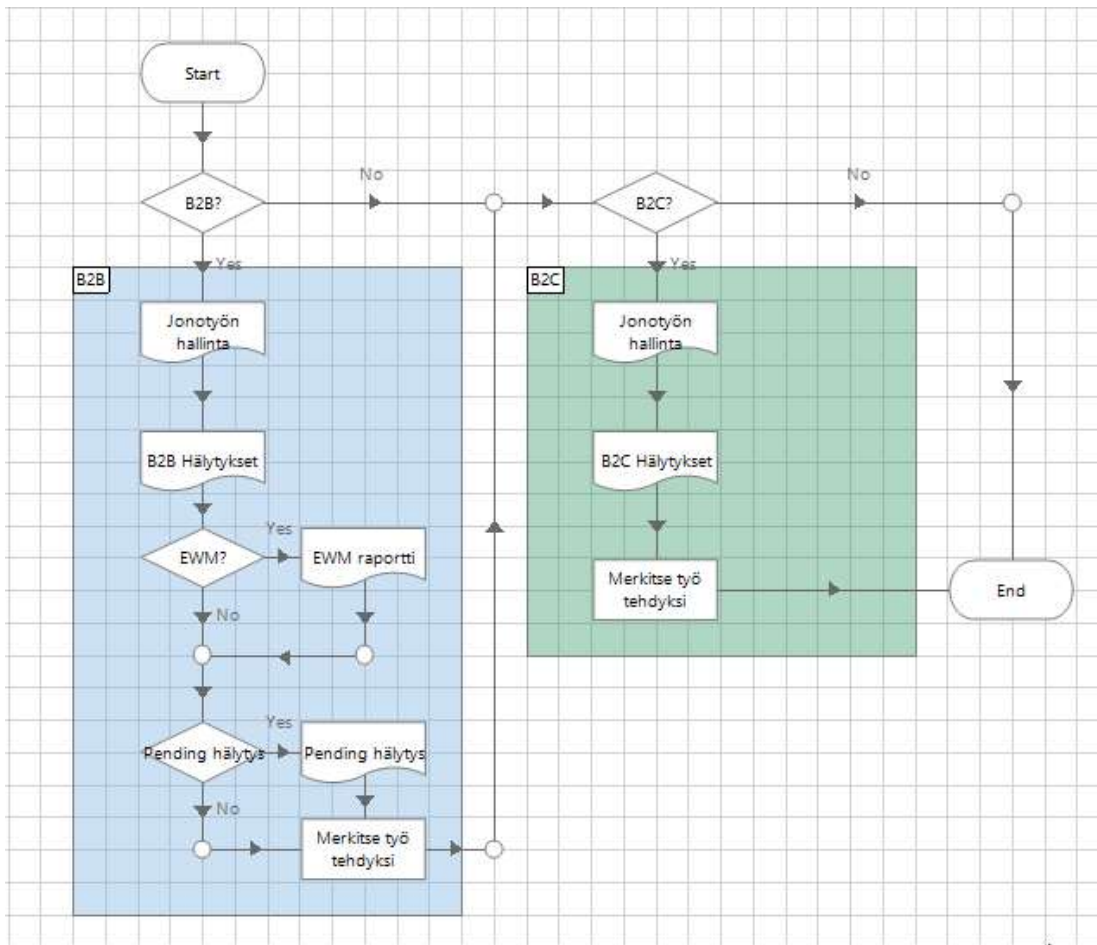 Start
No
No
B2B?
B2C?
Yes
Yes
B2B
B2C
Jonotyön
hallinta
Jonotyön
hallinta
B2B Hälytykset
B2C Hälytykset
Yes
EWM?
EWM raportti
Merkitse työ
tehdyksi
End
No
Yes
Pending hälytys
Pending hälytys
No
Merkitse työ
tehdyksi